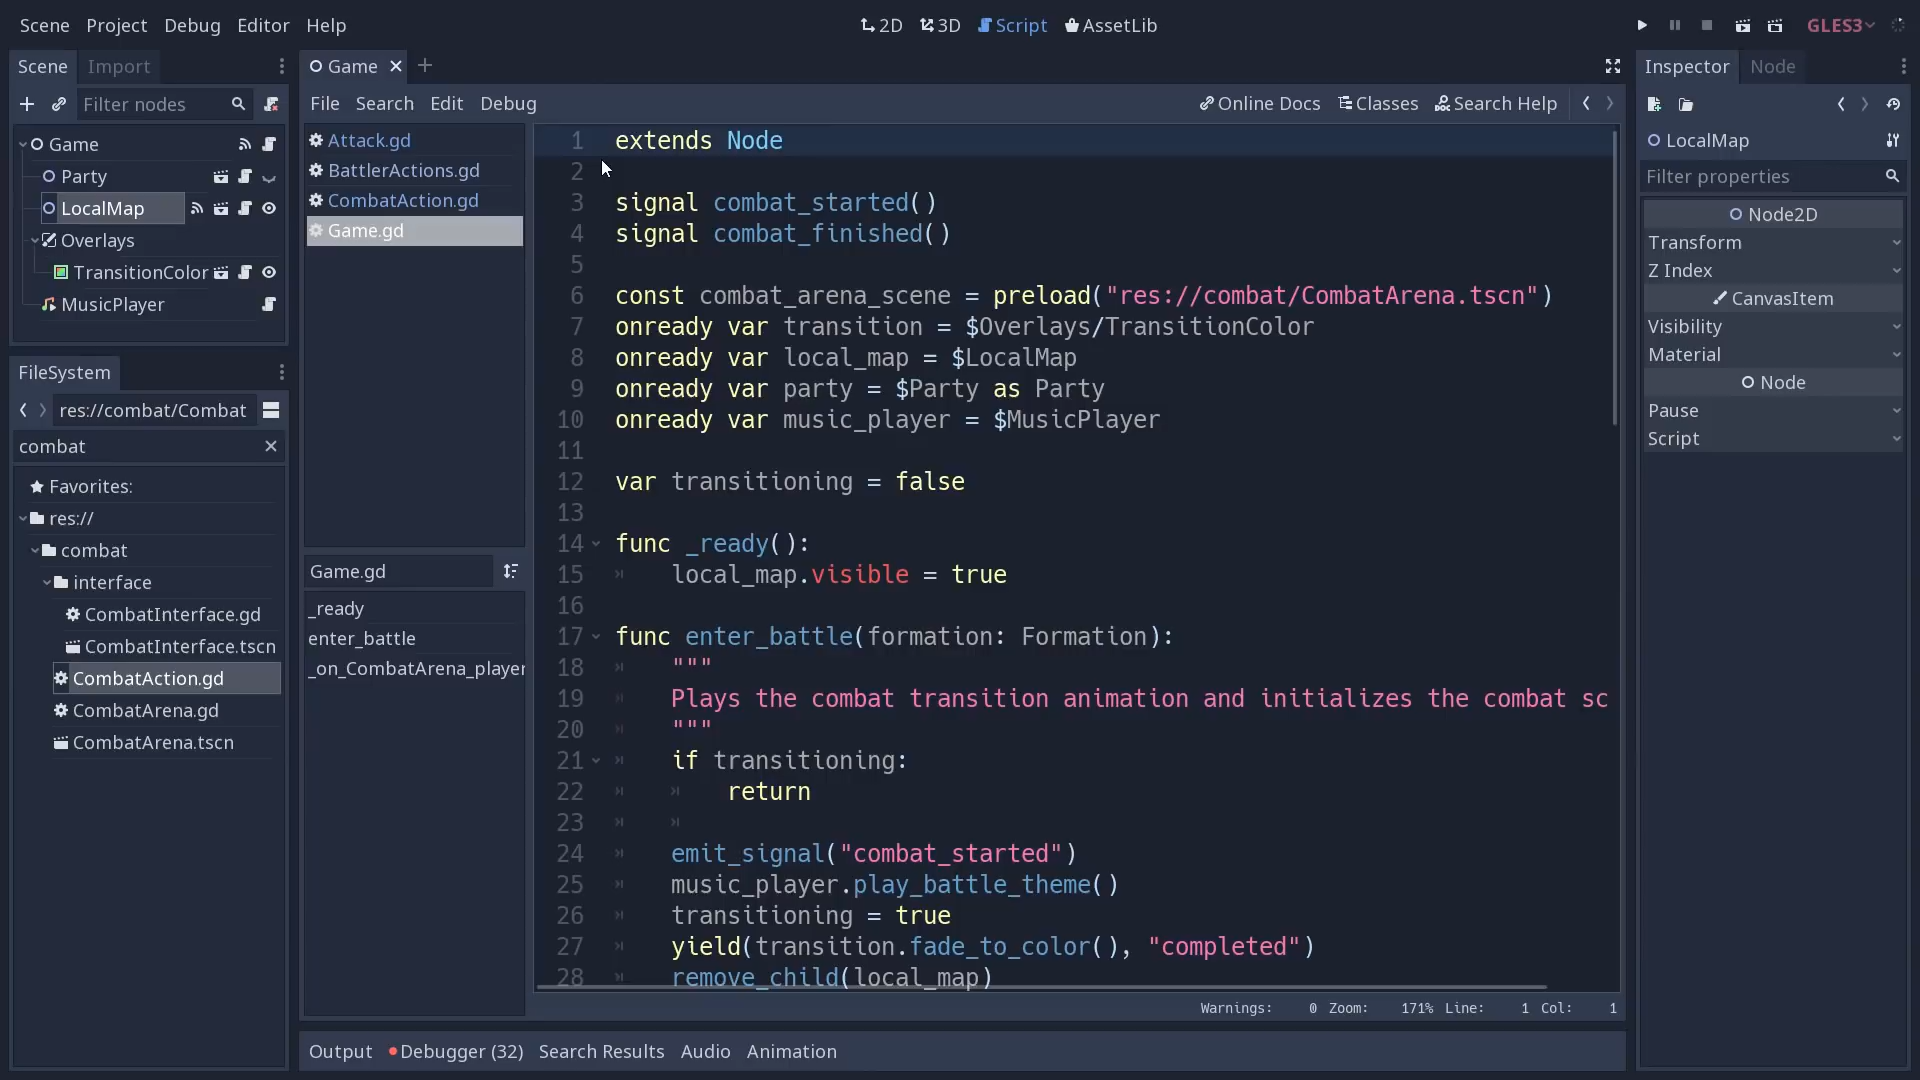 Scene Project Debug Editor Help
2D 3D Script AssetLib
GLES3
Scene Import
Filter nodes
Game
Party
LocalMap
Overlays
TransitionColor
MusicPlayer
FileSystem
res://combat/Combat
combat
Favorites:
res://
combat
interface
CombatInterface.gd
CombatInterface.tscn
CombatAction.gd
CombatArena.gd
CombatArena.tscn
Game
File Search Edit Debug
Online Docs Classes Search Help
Attack.gd
BattlerActions.gd
CombatAction.gd
Game.gd
Game.gd
_ready
enter_battle
_on_CombatArena_player
1 extends Node
2
3 signal combat_started()
4 signal combat_finished()
5
6 const combat_arena_scene = preload("res://combat/CombatArena.tscn")
7 onready var transition = $Overlays/TransitionColor
8 onready var local_map = $LocalMap
9 onready var party = $Party as Party
10 onready var music_player = $MusicPlayer
11
12 var transitioning = false
13
14 func _ready():
15 local_map.visible = true
16
17 func enter_battle(formation: Formation):
18 """
19 Plays the combat transition animation and initializes the combat sc
20 """
21 if transitioning:
22 return
23
24 emit_signal("combat_started")
25 music_player.play_battle_theme()
26 transitioning = true
27 yield(transition.fade_to_color(), "completed")
28 remove_child(local_map)
Warnings: 0 Zoom: 171% Line: 1 Col: 1
Output Debugger (32) Search Results Audio Animation
Inspector Node
LocalMap
Filter properties
Node2D
Transform
Z Index
CanvasItem
Visibility
Material
Node
Pause
Script